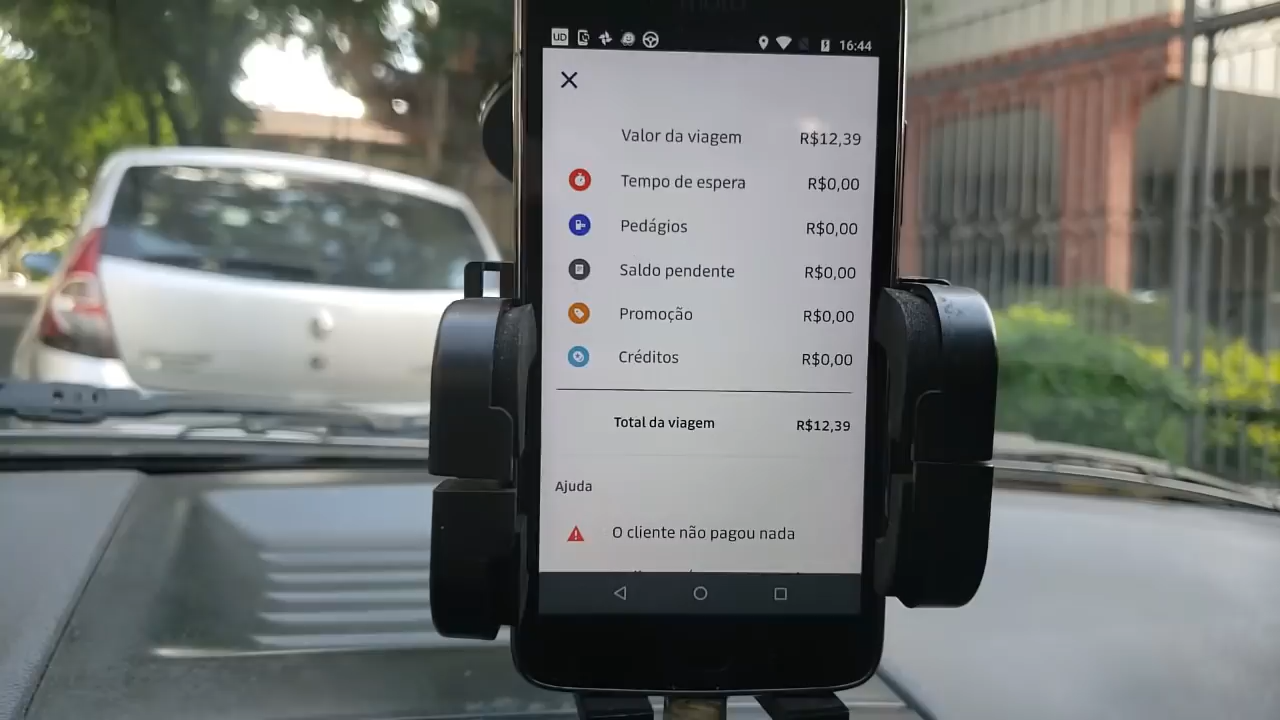 UD
16:44
Valor da viagem R$12,39
Tempo de espera R$0,00
Pedágios R$0,00
Saldo pendente R$0,00
Promoção R$0,00
Créditos R$0,00
Total da viagem R$12,39
Ajuda
O cliente não pagou nada